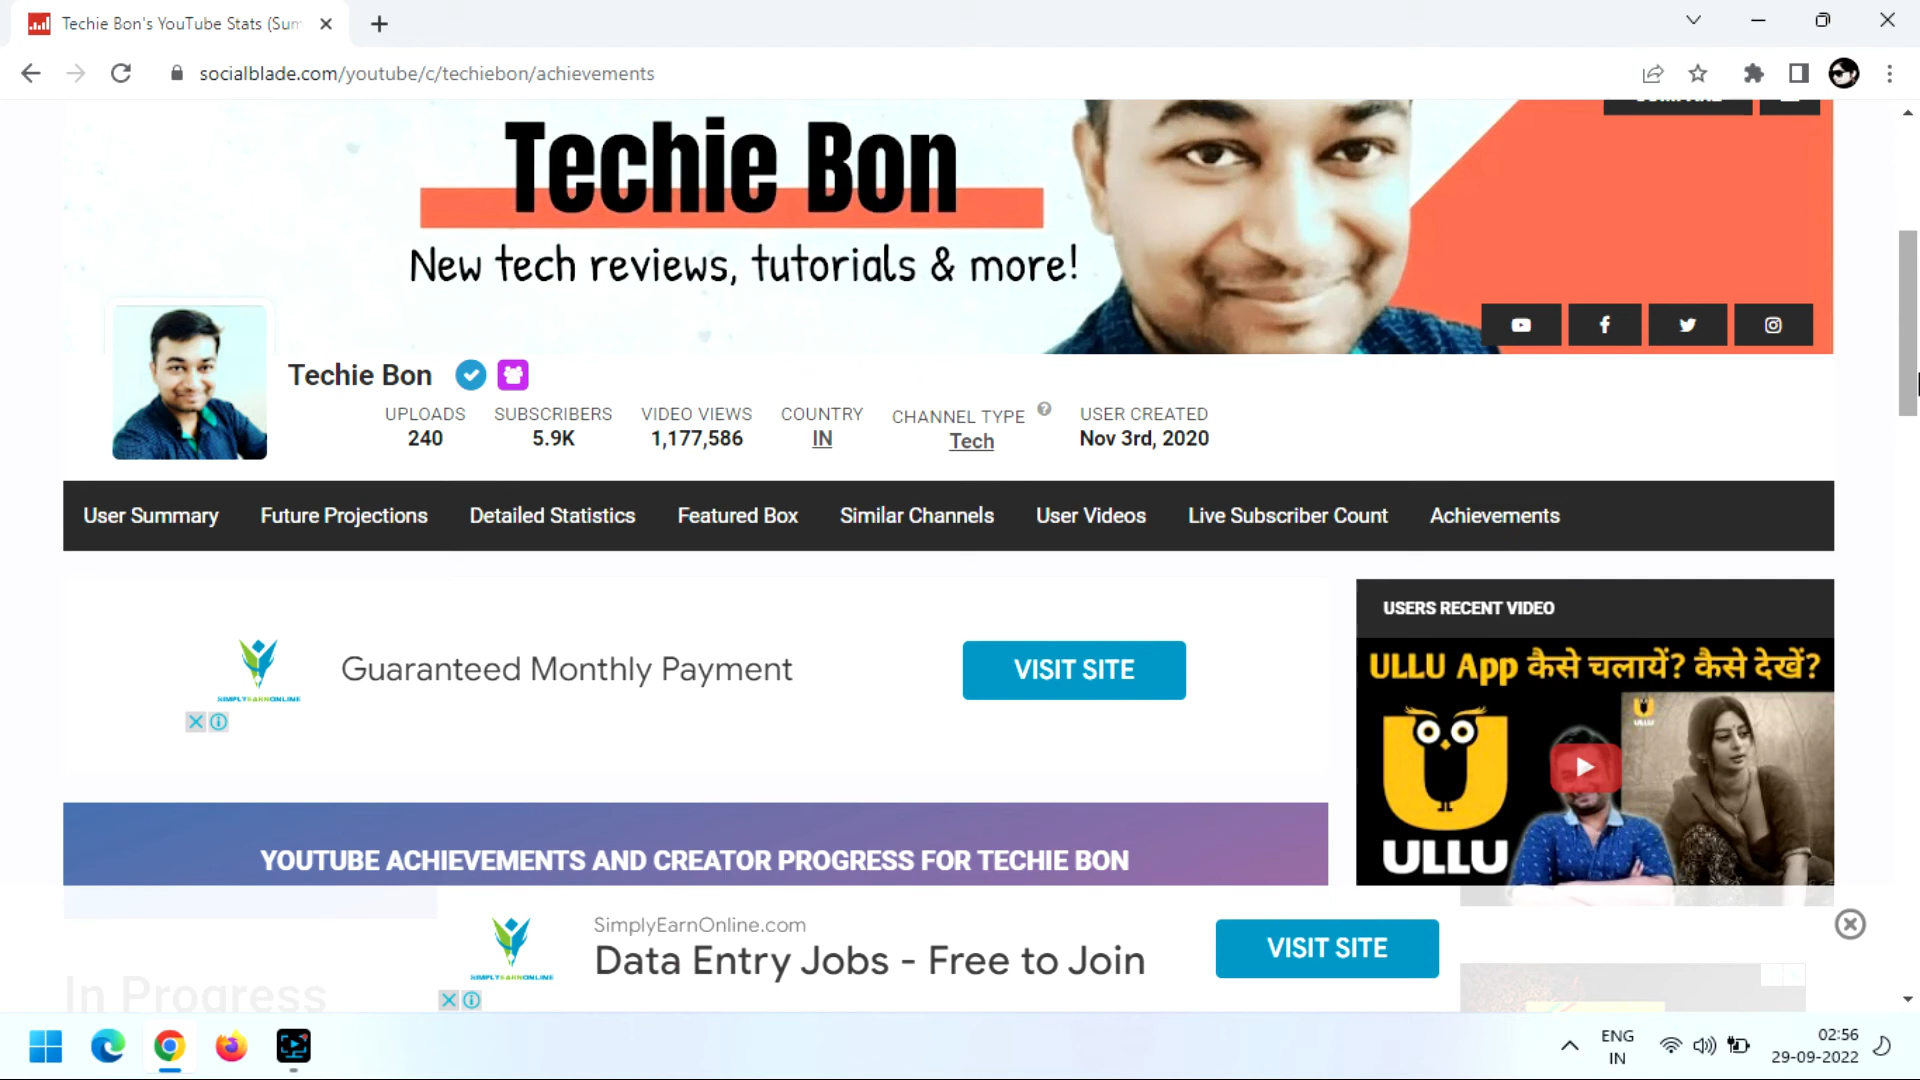 Techie Bon's YouTube Stats (Sum
socialblade.com/youtube/c/techiebon/achievements
Techie Bon
New tech reviews, tutorials & more!
Techie Bon
UPLOADS
240
SUBSCRIBERS
5.9K
VIDEO VIEWS
1,177,586
COUNTRY
IN
CHANNEL TYPE
Tech
USER CREATED
Nov 3rd, 2020
User Summary
Future Projections
Detailed Statistics
Featured Box
Similar Channels
User Videos
Live Subscriber Count
Achievements
SIMPLYEARNONLINE
Guaranteed Monthly Payment
VISIT SITE
USERS RECENT VIDEO
ULLU App कैसे चलायें? कैसे देखें?
ULLU
ULLU
YOUTUBE ACHIEVEMENTS AND CREATOR PROGRESS FOR TECHIE BON
SIMPLYEARNONLINE
SimplyEarnOnline.com
Data Entry Jobs - Free to Join
VISIT SITE
In Progress
ENG
IN
02:56
29-09-2022